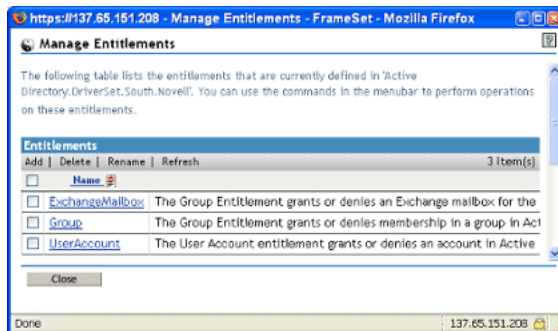 https://137.65.151.208 - Manage Entitlements - FrameSet - Mozilla Firefox
Manage Entitlements
?
The following table lists the entitlements that are currently defined in 'Active
Directory.DriverSet.South.Novell'. You can use the commands in the menubar to perform operations
on these entitlements.
Entitlements
Add | Delete | Rename | Refresh 3 Item(s)
Name
ExchangeMailbox The Group Entitlement grants or denies an Exchange mailbox for the
Group The Group Entitlement grants or denies membership in a group in Act
UserAccount The User Account entitlement grants or denies an account in Active
Close
Done 137.65.151.208